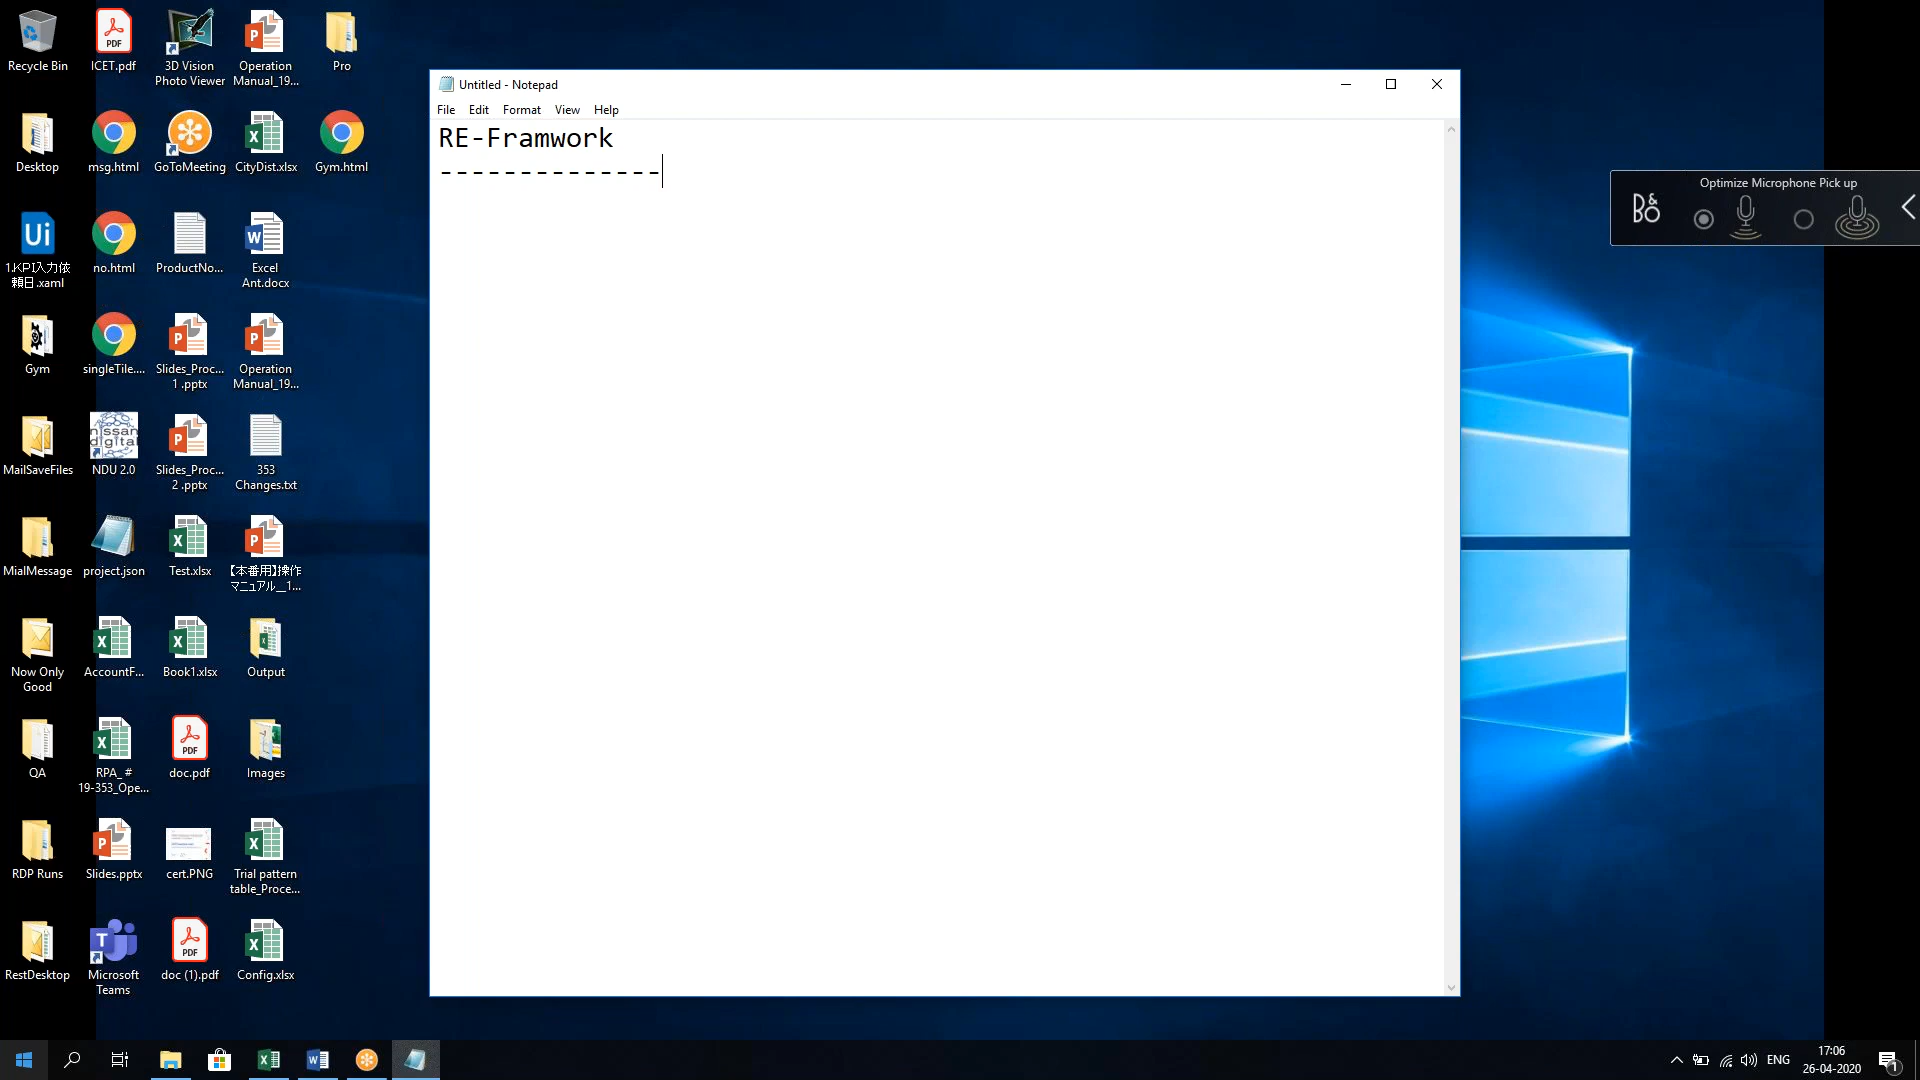 Recycle Bin
ICET.pdf
3D Vision
Photo Viewer
Operation
Manual_19...
Pro
Desktop
msg.html
GoToMeeting
CityDist.xlsx
Gym.html
1.KPI入力依
頼日.xaml
no.html
ProductNo...
Excel
Ant.docx
Gym
singleTile....
Slides_Proc...
1 .pptx
Operation
Manual_19...
MailSaveFiles
nissan
digital
NDU 2.0
Slides_Proc...
2 .pptx
353
Changes.txt
MialMessage
project.json
Test.xlsx
【本番用】操作
マニュアル__1...
Now Only
Good
AccountF...
Book1.xlsx
Output
QA
RPA_ #
19-353_Ope...
doc.pdf
Images
RDP Runs
Slides.pptx
cert.PNG
Trial pattern
table_Proce...
RestDesktop
Microsoft
Teams
doc (1).pdf
Config.xlsx
Untitled - Notepad
File Edit Format View Help
RE-Framwork
--------------
Optimize Microphone Pick up
B&O
ENG
17:06
26-04-2020
1